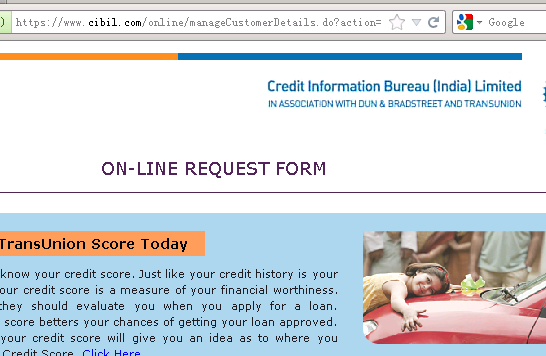 ) https://www.cibil.com/online/manageCustomerDetails.do?action=
Google
Credit Information Bureau (India) Limited
IN ASSOCIATION WITH DUN & BRADSTREET AND TRANSUNION
ON-LINE REQUEST FORM
TransUnion Score Today
know your credit score. Just like your credit history is your
our credit score is a measure of your financial worthiness.
they should evaluate you when you apply for a loan.
score betters your chances of getting your loan approved.
your credit score will give you an idea as to where you
Credit Score. Click Here